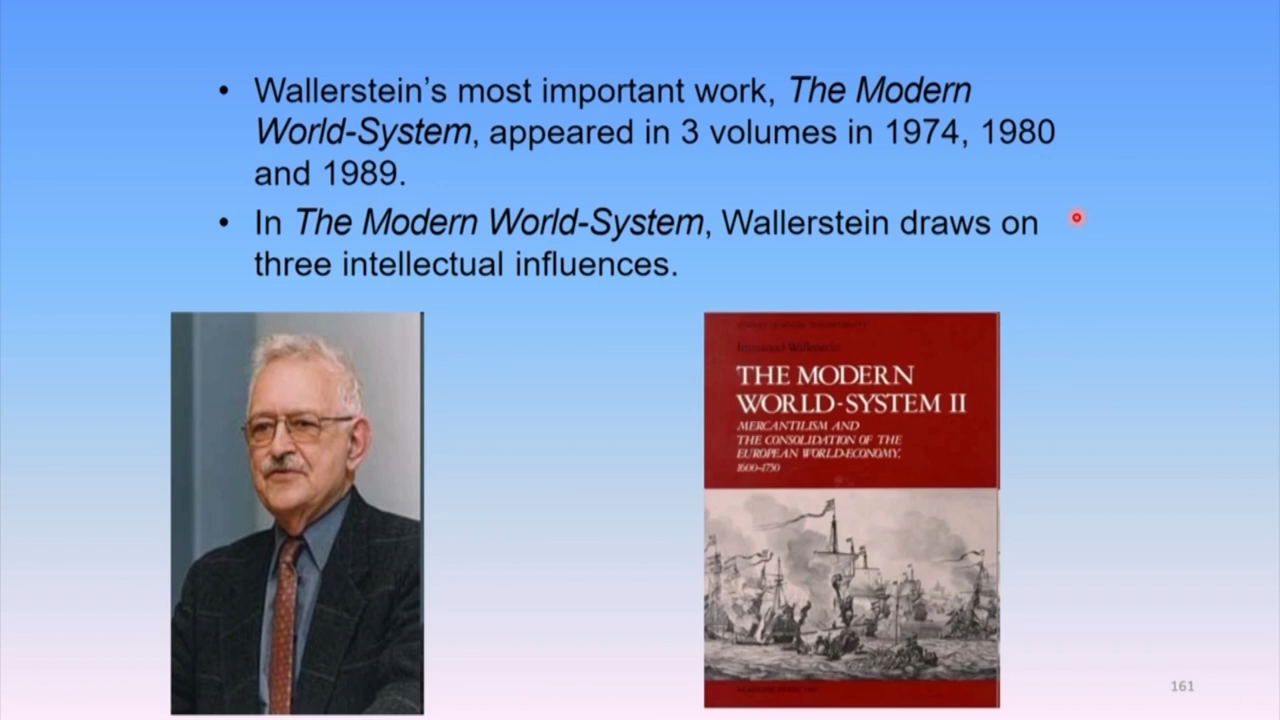 • Wallerstein’s most important work, The Modern
World-System, appeared in 3 volumes in 1974, 1980
and 1989.
• In The Modern World-System, Wallerstein draws on
three intellectual influences.
Immanuel Wallerstein
THE MODERN
WORLD-SYSTEM II
MERCANTILISM AND
THE CONSOLIDATION OF THE
EUROPEAN WORLD-ECONOMY,
1600–1750
161